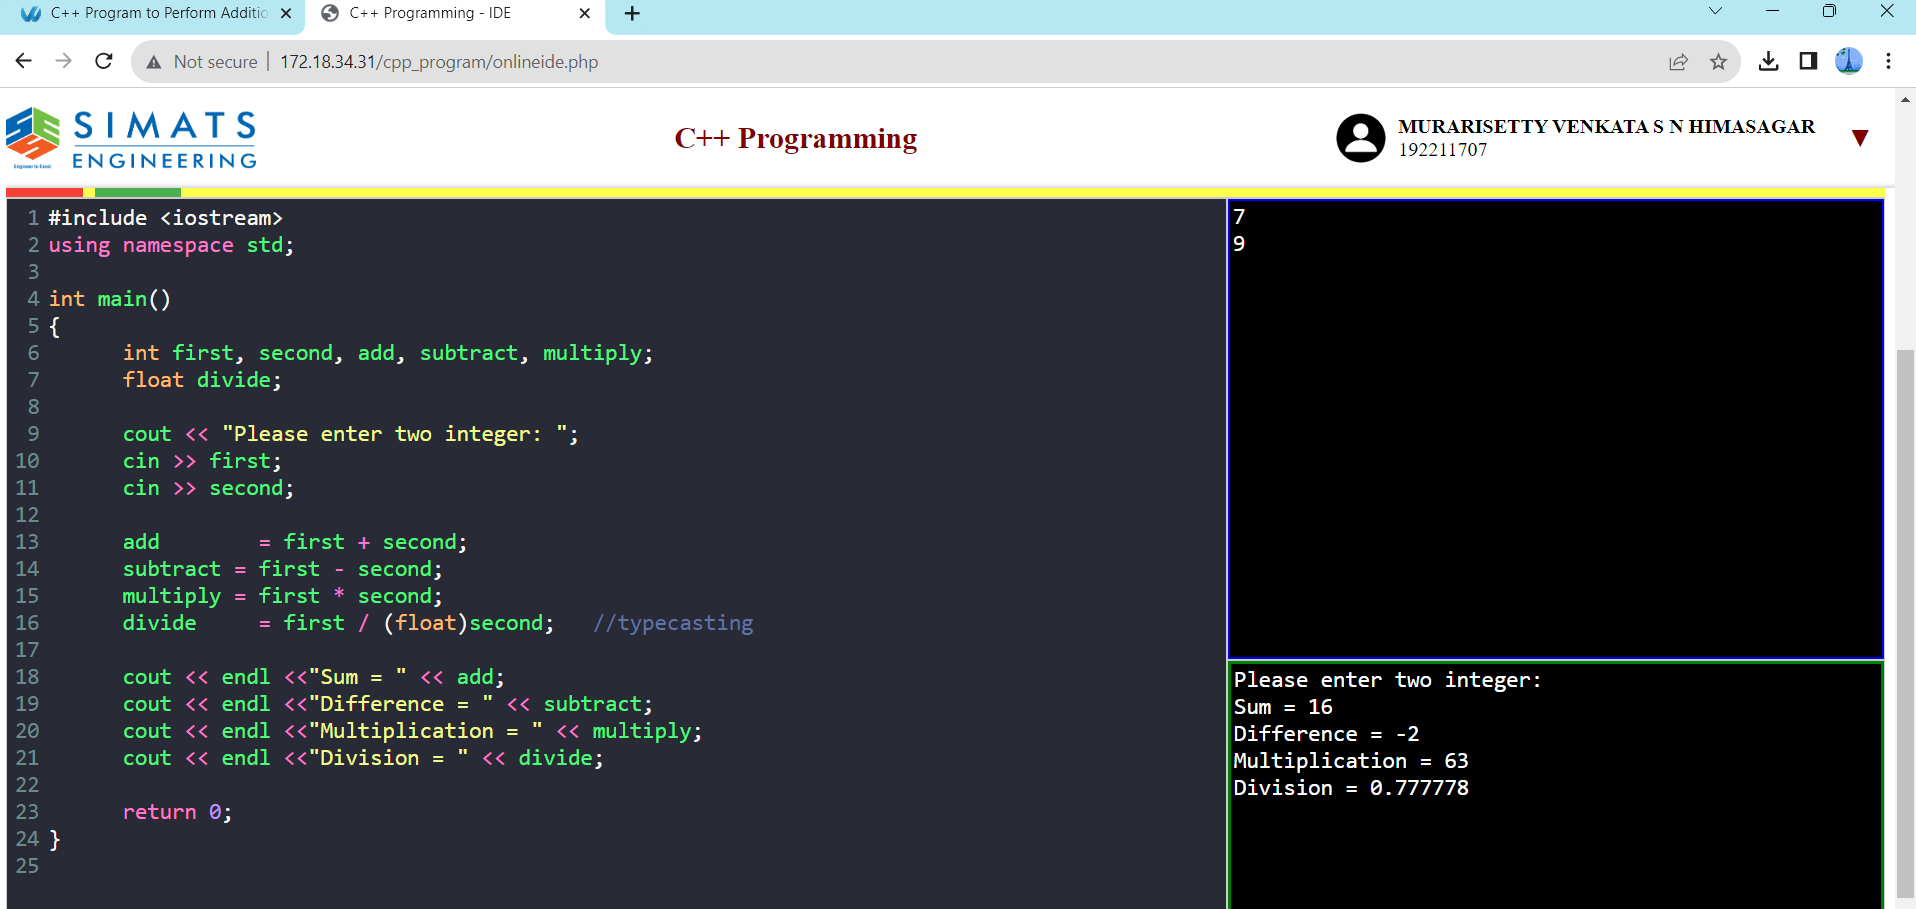 C++ Program to Perform Additio
C++ Programming - IDE
Not secure
172.18.34.31/cpp_program/onlineide.php
SIMATS
ENGINEERING
Engineer to Excel
C++ Programming
MURARISETTY VENKATA S N HIMASAGAR
192211707
1 #include <iostream>
2 using namespace std;
3
4 int main()
5 {
6 int first, second, add, subtract, multiply;
7 float divide;
8
9 cout << "Please enter two integer: ";
10 cin >> first;
11 cin >> second;
12
13 add = first + second;
14 subtract = first - second;
15 multiply = first * second;
16 divide = first / (float)second; //typecasting
17
18 cout << endl <<"Sum = " << add;
19 cout << endl <<"Difference = " << subtract;
20 cout << endl <<"Multiplication = " << multiply;
21 cout << endl <<"Division = " << divide;
22
23 return 0;
24 }
25
7
9
Please enter two integer:
Sum = 16
Difference = -2
Multiplication = 63
Division = 0.777778